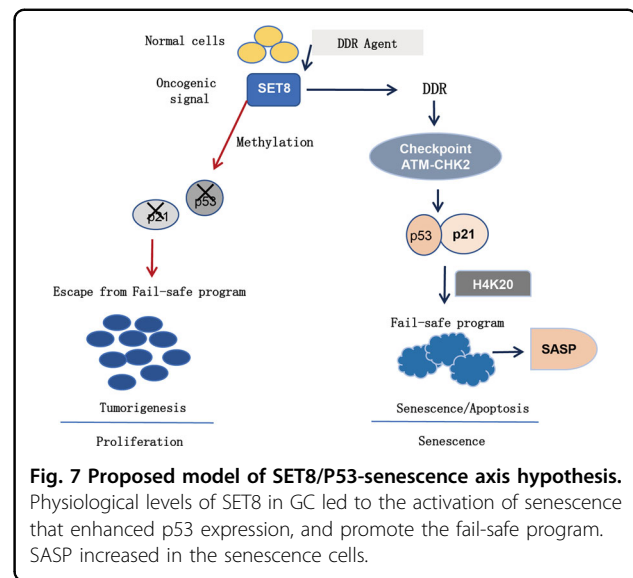 Normal cells
DDR Agent
Oncogenic
signal
SET8
DDR
Methylation
Checkpoint
ATM-CHK2
p53
p21
p53
p21
H4K20
Escape from Fail-safe program
Fail-safe program
SASP
Tumorigenesis
Senescence/Apoptosis
Proliferation
Senescence
Fig. 7 Proposed model of SET8/P53-senescence axis hypothesis.
Physiological levels of SET8 in GC led to the activation of senescence
that enhanced p53 expression, and promote the fail-safe program.
SASP increased in the senescence cells.